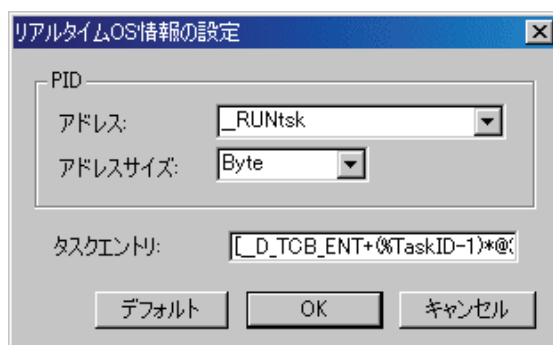 リアルタイムOS情報の設定
PID
アドレス: _RUNtsk
アドレスサイズ: Byte
タスクエントリ: [__D_TCB_ENT+(%TaskID-1)*@(
デフォルト OK キャンセル